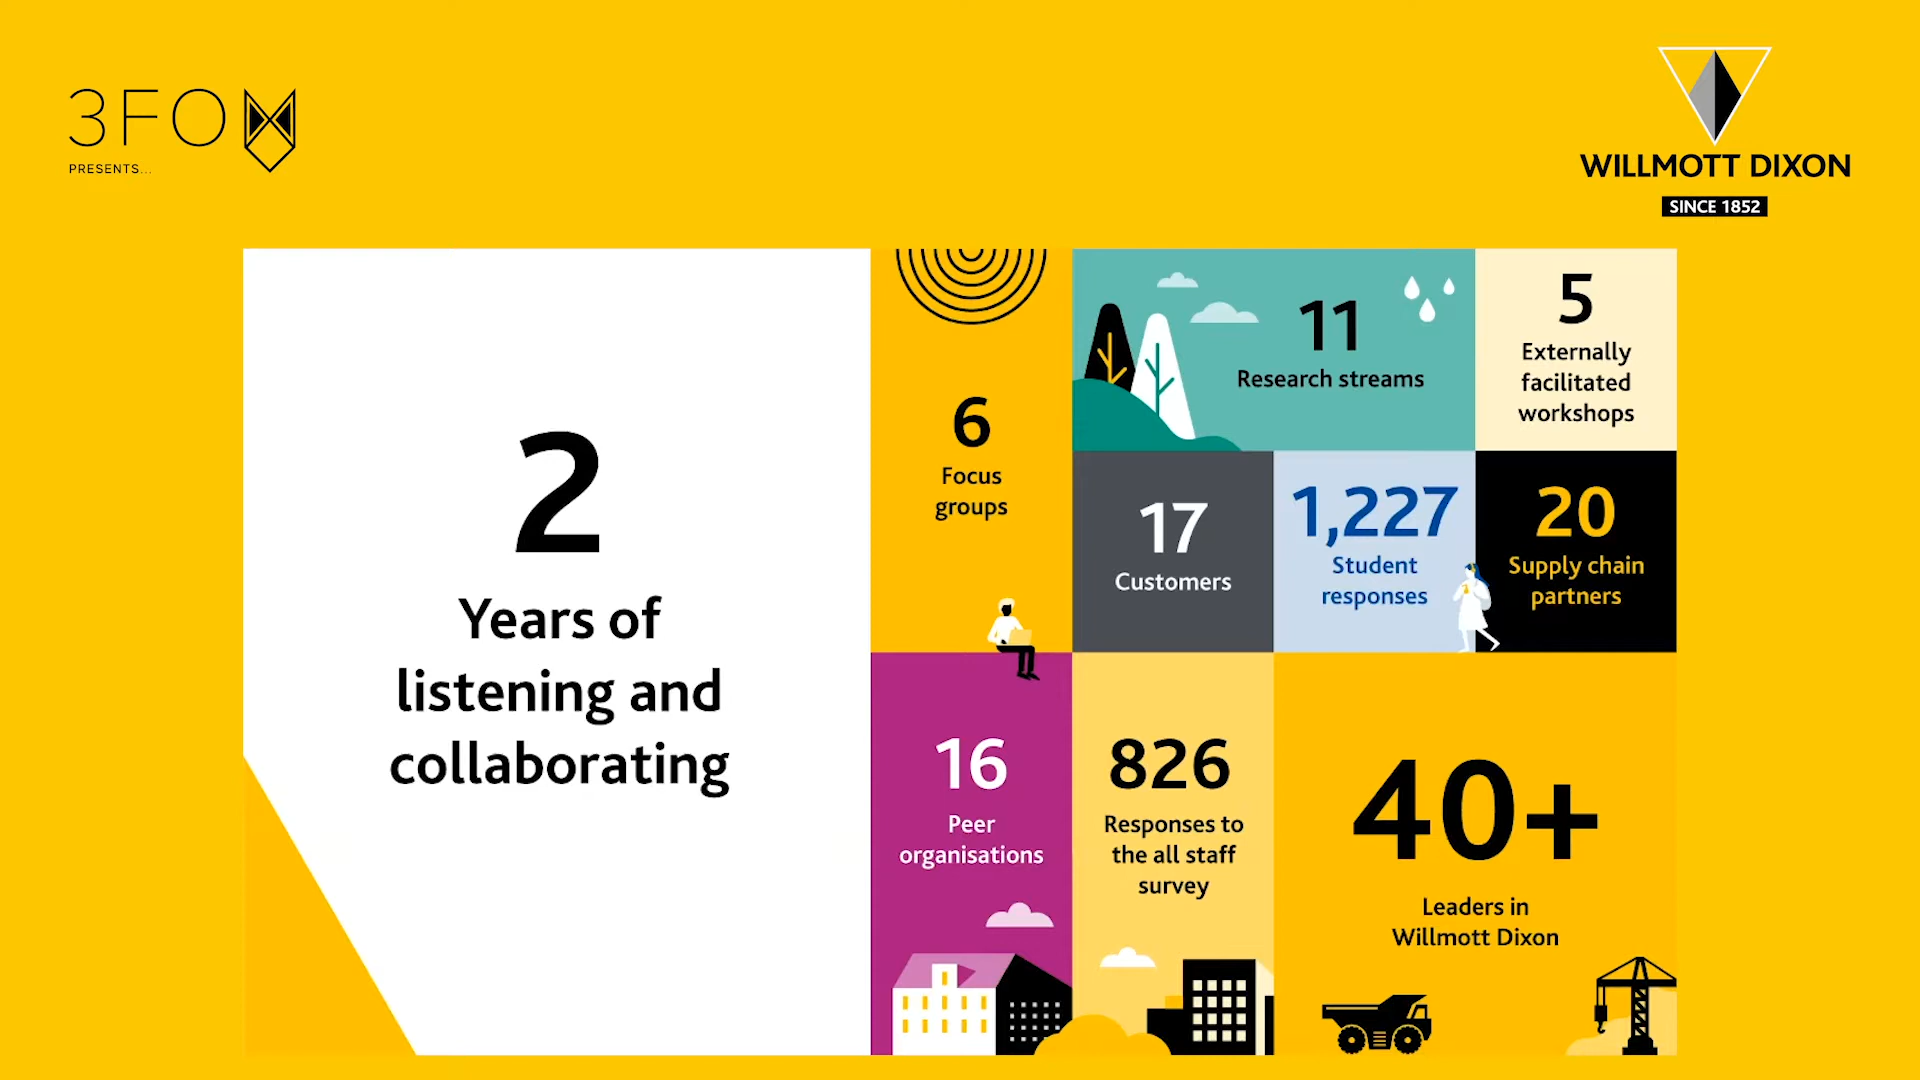 3FO
PRESENTS...
WILLMOTT DIXON
SINCE 1852
2
Years of
listening and
collaborating
6
Focus
groups
11
Research streams
5
Externally
facilitated
workshops
17
Customers
1,227
Student
responses
20
Supply chain
partners
16
Peer
organisations
826
Responses to
the all staff
survey
40+
Leaders in
Willmott Dixon